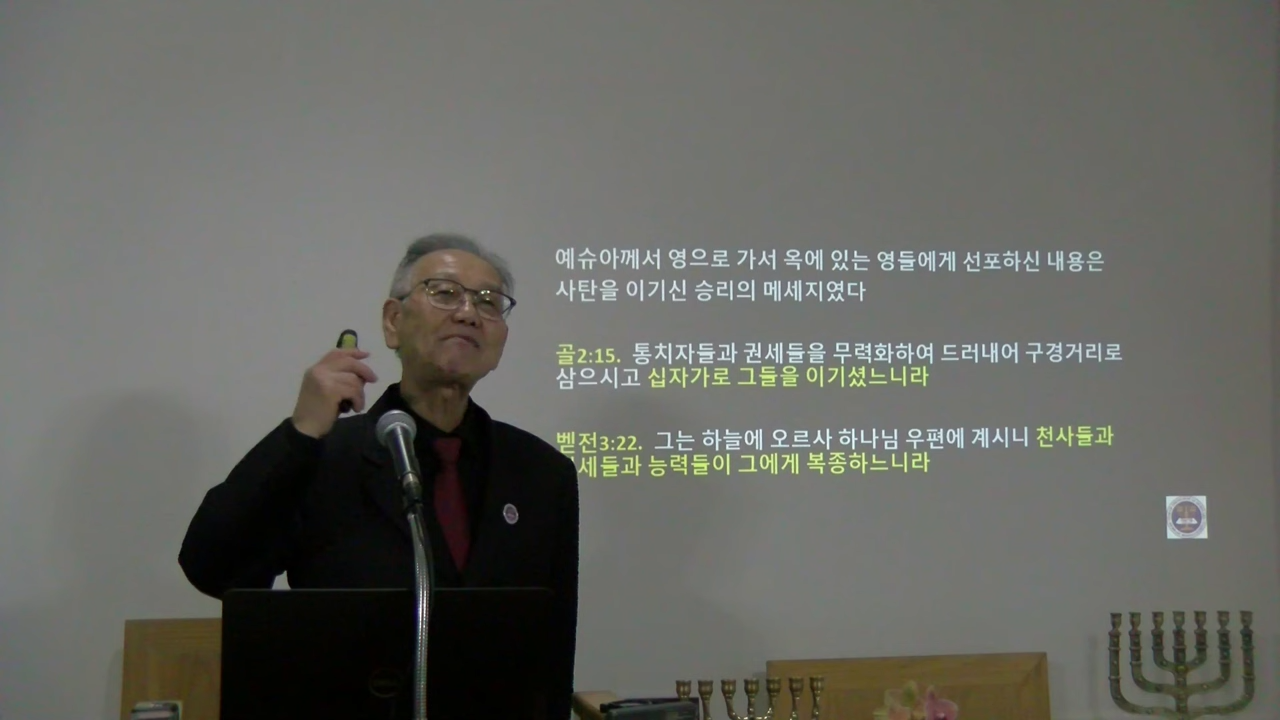 예슈아께서 영으로 가서 옥에 있는 영들에게 선포하신 내용은
사탄을 이기신 승리의 메세지였다
골2:15. 통치자들과 권세들을 무력화하여 드러내어 구경거리로
삼으시고 십자가로 그들을 이기셨느니라
벧전3:22. 그는 하늘에 오르사 하나님 우편에 계시니 천사들과
세들과 능력들이 그에게 복종하느니라
DELL